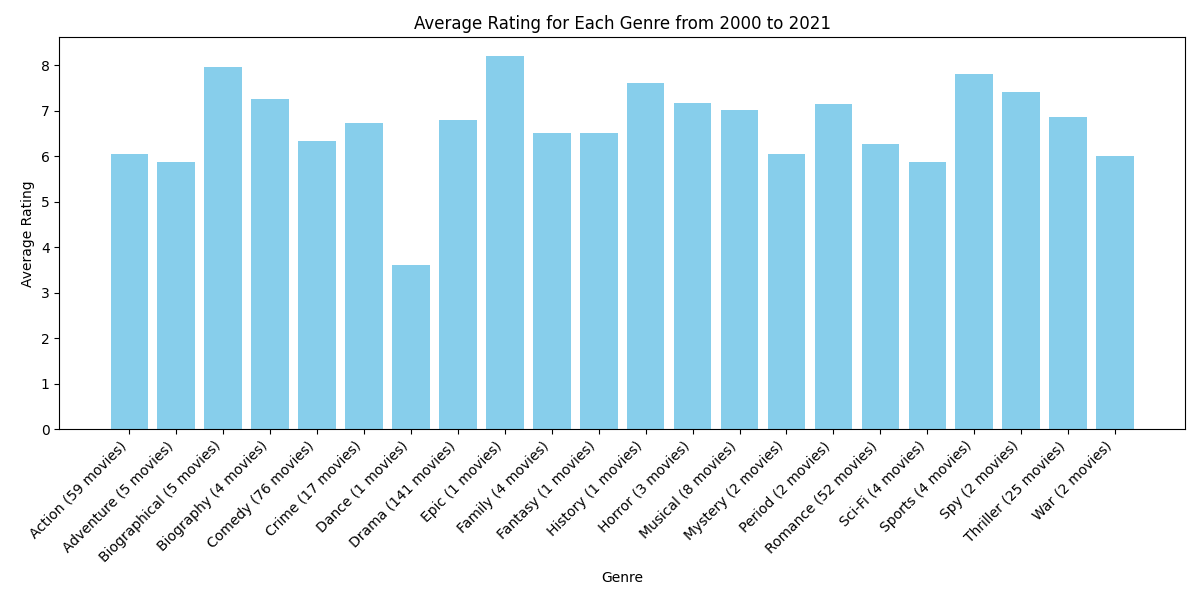 Average Rating for Each Genre from 2000 to 2021
Average Rating
8
7
6
5
4
3
2
1
0
Action (59 movies)
Adventure (5 movies)
Biographical (5 movies)
Biography (4 movies)
Comedy (76 movies)
Crime (17 movies)
Dance (1 movies)
Drama (141 movies)
Epic (1 movies)
Family (4 movies)
Fantasy (1 movies)
History (1 movies)
Horror (3 movies)
Musical (8 movies)
Mystery (2 movies)
Period (2 movies)
Romance (52 movies)
Sci-Fi (4 movies)
Sports (4 movies)
Spy (2 movies)
Thriller (25 movies)
War (2 movies)
Genre